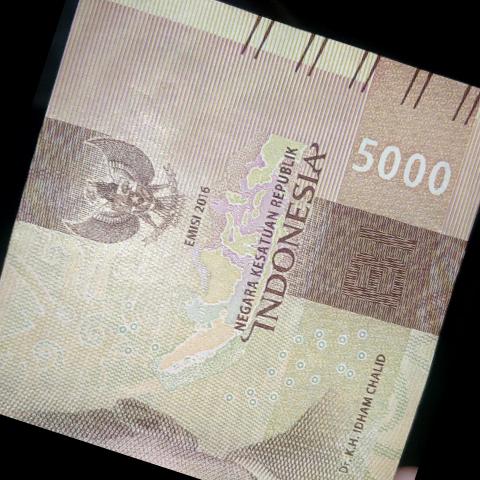 5000
EMISI 2016
NEGARA KESATUAN REPUBLIK
INDONESIA
Dr. K.H. IDHAM CHALID